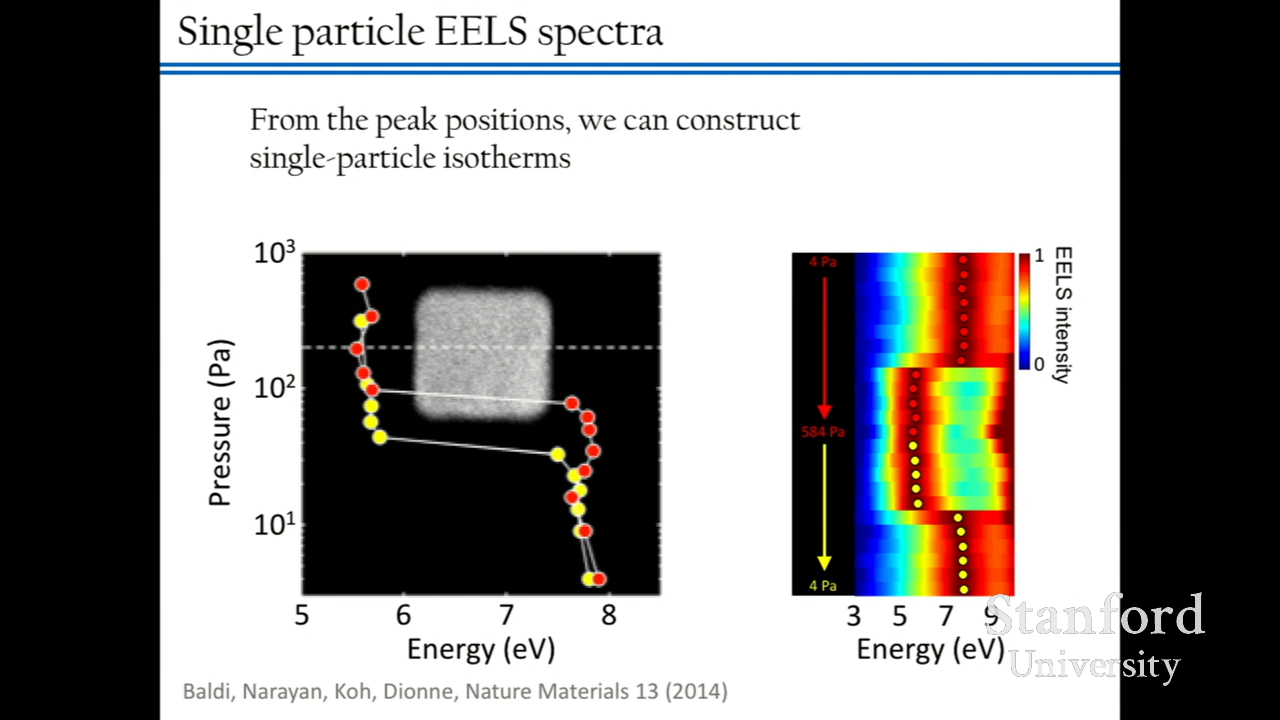 Single particle EELS spectra
From the peak positions, we can construct
single-particle isotherms
10³
10²
10¹
Pressure (Pa)
5 6 7 8
Energy (eV)
4 Pa
584 Pa
4 Pa
3 5 7 9
Energy (eV)
1
0
EELS intensity
Stanford
University
Baldi, Narayan, Koh, Dionne, Nature Materials 13 (2014)